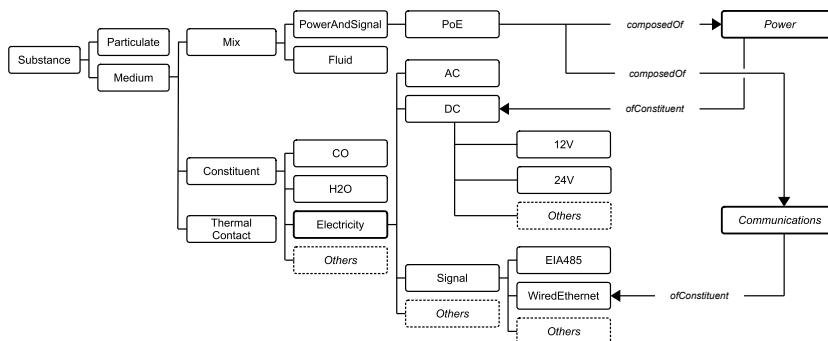 PowerAndSignal
PoE
composedOf
Power
Particulate
Mix
Substance
Fluid
Medium
AC
composedOf
DC
ofConstituent
12V
CO
Constituent
24V
H2O
Others
Thermal
Contact
Electricity
Communications
Others
EIA485
Signal
WiredEthernet
ofConstituent
Others
Others